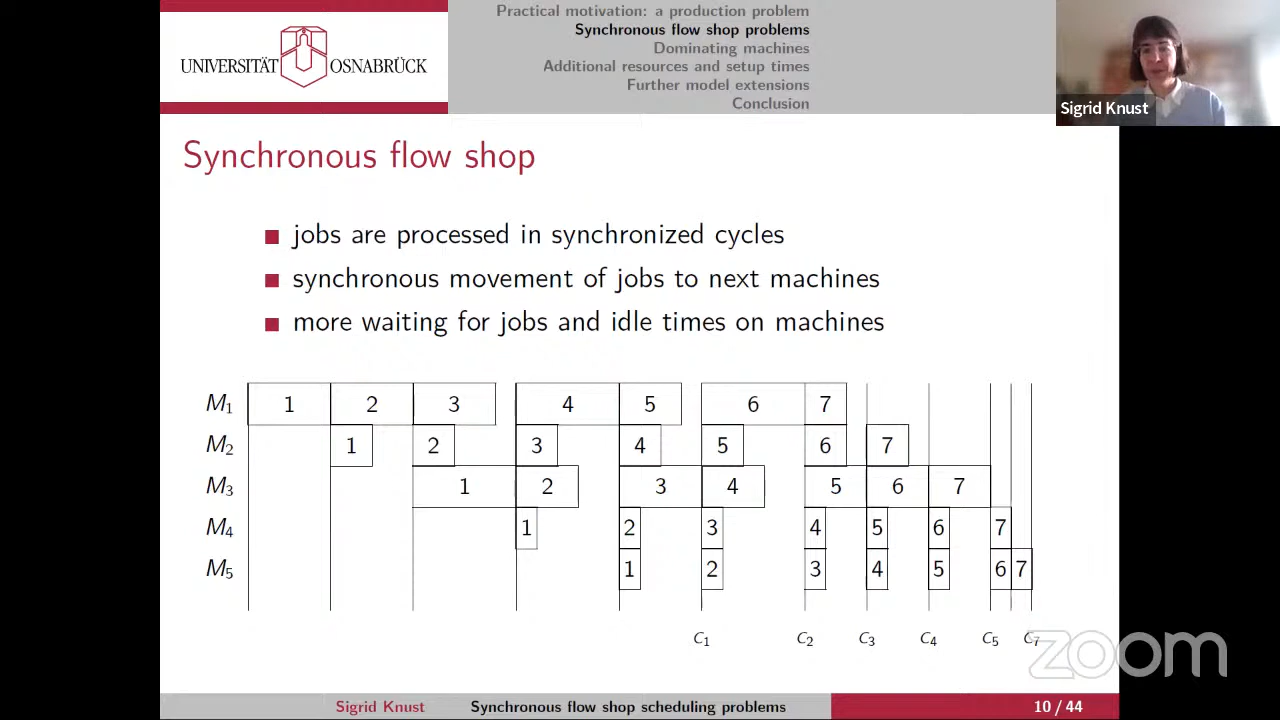 Practical motivation: a production problem
Synchronous flow shop problems
Dominating machines
Additional resources and setup times
Further model extensions
Conclusion
UNIVERSITÄT OSNABRÜCK
Sigrid Knust
Synchronous flow shop
jobs are processed in synchronized cycles
synchronous movement of jobs to next machines
more waiting for jobs and idle times on machines
M1 1 2 3 4 5 6 7
M2 1 2 3 4 5 6 7
M3 1 2 3 4 5 6 7
M4 1 2 3 4 5 6 7
M5 1 2 3 4 5 6 7
C1 C2 C3 C4 C5 C7
zoom
Sigrid Knust Synchronous flow shop scheduling problems 10 / 44